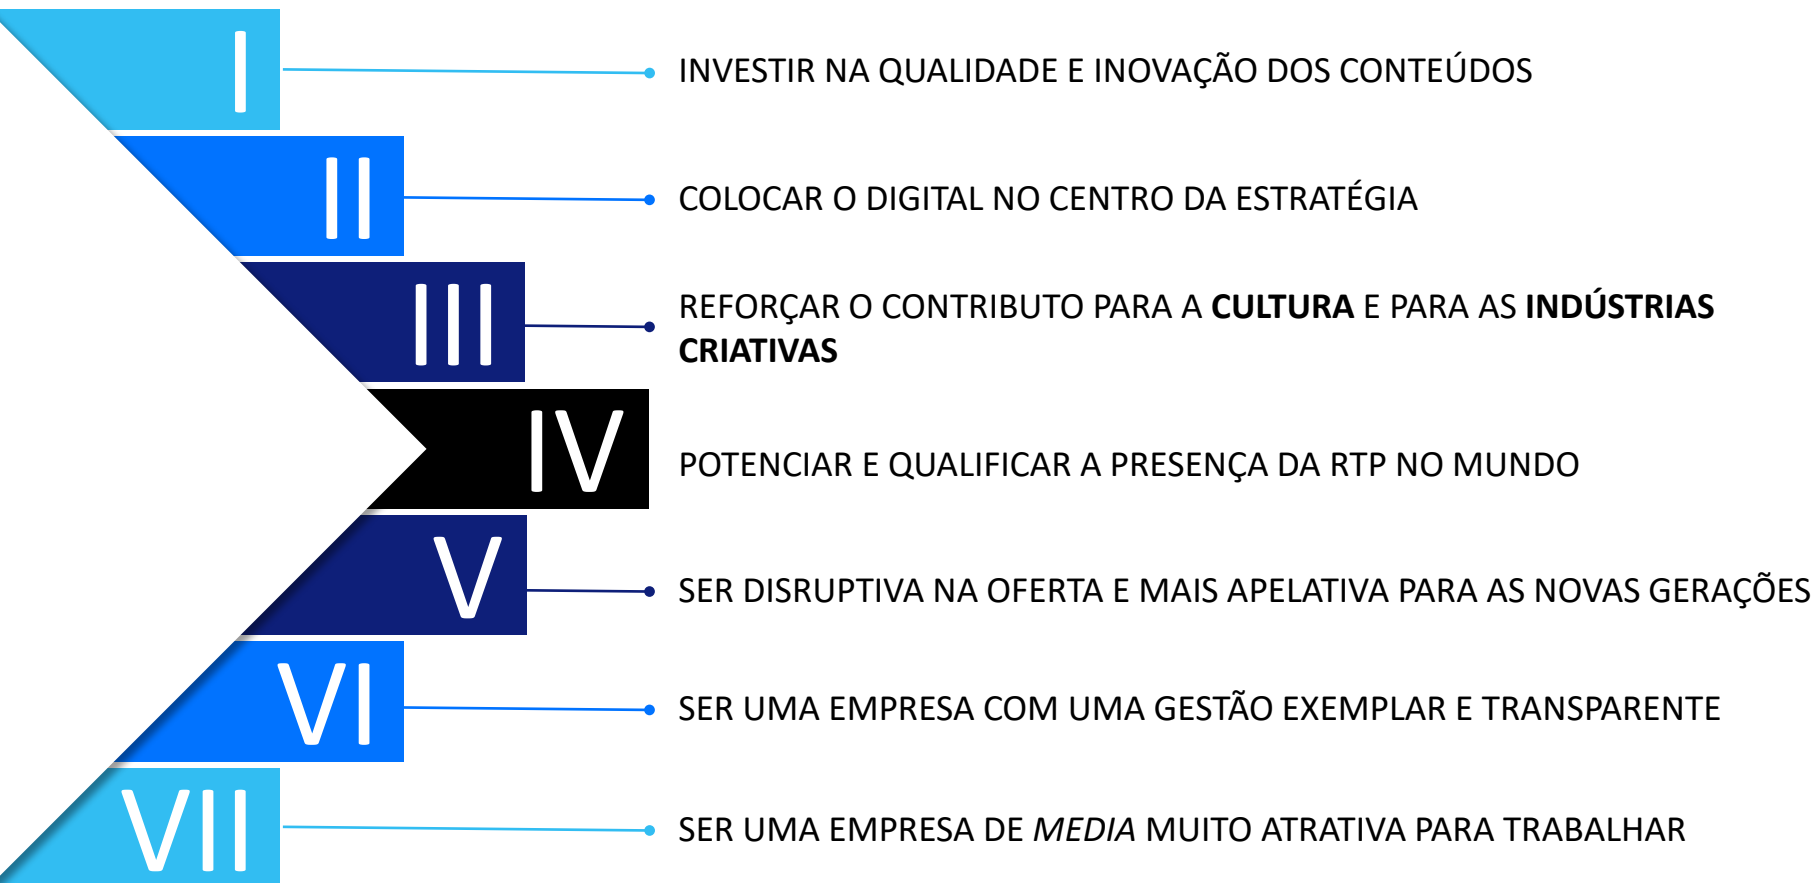 I
INVESTIR NA QUALIDADE E INOVAÇÃO DOS CONTEÚDOS
II
COLOCAR O DIGITAL NO CENTRO DA ESTRATÉGIA
III
REFORÇAR O CONTRIBUTO PARA A CULTURA E PARA AS INDÚSTRIAS
CRIATIVAS
IV
POTENCIAR E QUALIFICAR A PRESENÇA DA RTP NO MUNDO
V
SER DISRUPTIVA NA OFERTA E MAIS APELATIVA PARA AS NOVAS GERAÇÕES
VI
SER UMA EMPRESA COM UMA GESTÃO EXEMPLAR E TRANSPARENTE
VII
SER UMA EMPRESA DE MEDIA MUITO ATRATIVA PARA TRABALHAR